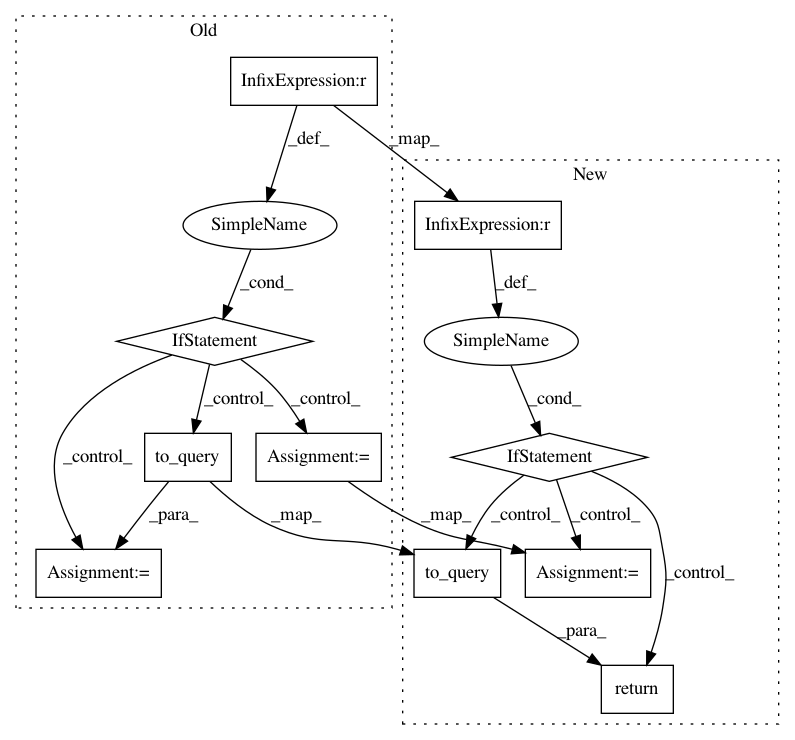 Old
InfixExpression:r
_def_
_map_
New
SimpleName
InfixExpression:r
_cond_
_def_
IfStatement
SimpleName
_control_
_control_
_cond_
_control_
to_query
Assignment:=
IfStatement
_para_
_map_
_map_
_control_
_control_
_control_
Assignment:=
to_query
Assignment:=
_para_
return